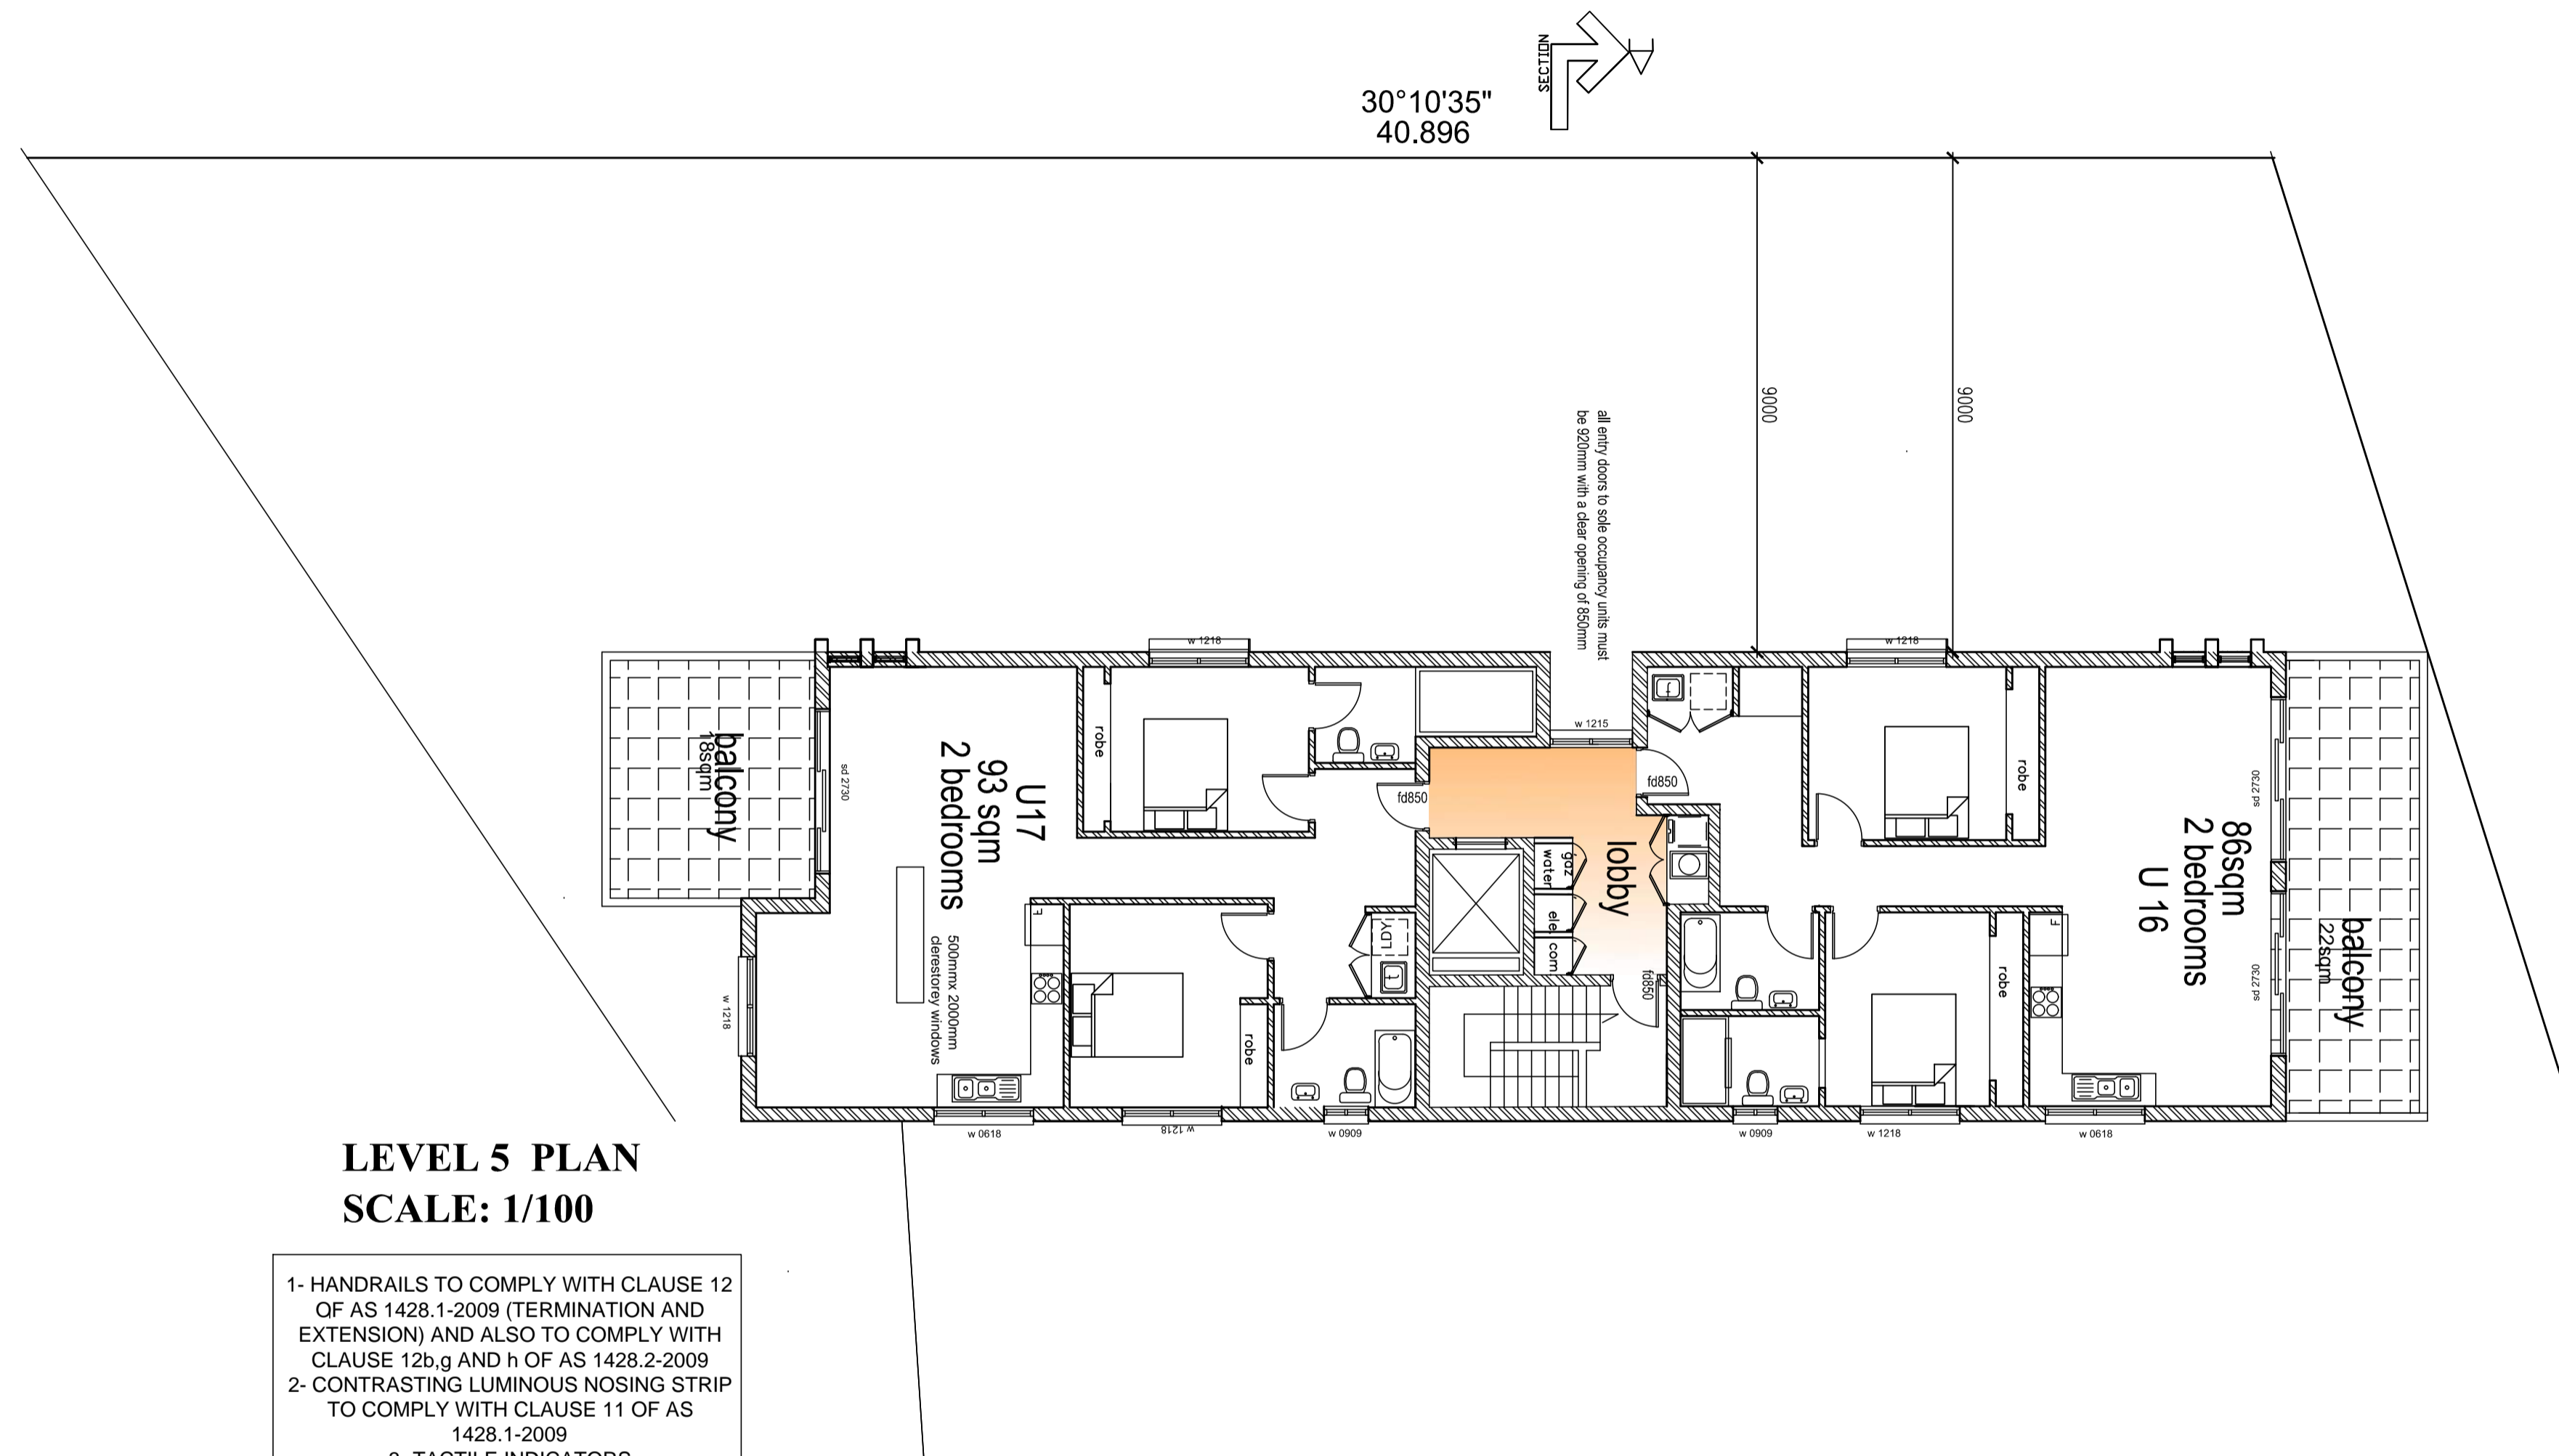 SECTION
30°10'35"
40.896
9000
9000
all entry doors to sole occupancy units must
be 920mm with a clear opening of 850mm
w 1218
w 1218
w 1215
balcony
18sqm
sd 2730
U17
93 sqm
2 bedrooms
robe
fd850
fd850
lobby
gaz
water
ele
com
fd850
robe
sd 2730
86sqm
2 bedrooms
U 16
balcony
22sqm
sd 2730
500mmx 2000mm
clerestorey windows
F
LDY
t
t
robe
robe
F
w 1218
w 0618
w 1218
w 0909
w 0909
w 1218
w 0618
LEVEL 5 PLAN
SCALE: 1/100
1- HANDRAILS TO COMPLY WITH CLAUSE 12
OF AS 1428.1-2009 (TERMINATION AND
EXTENSION) AND ALSO TO COMPLY WITH
CLAUSE 12b,g AND h OF AS 1428.2-2009
2- CONTRASTING LUMINOUS NOSING STRIP
TO COMPLY WITH CLAUSE 11 OF AS
1428.1-2009
3- TACTILE INDICATORS